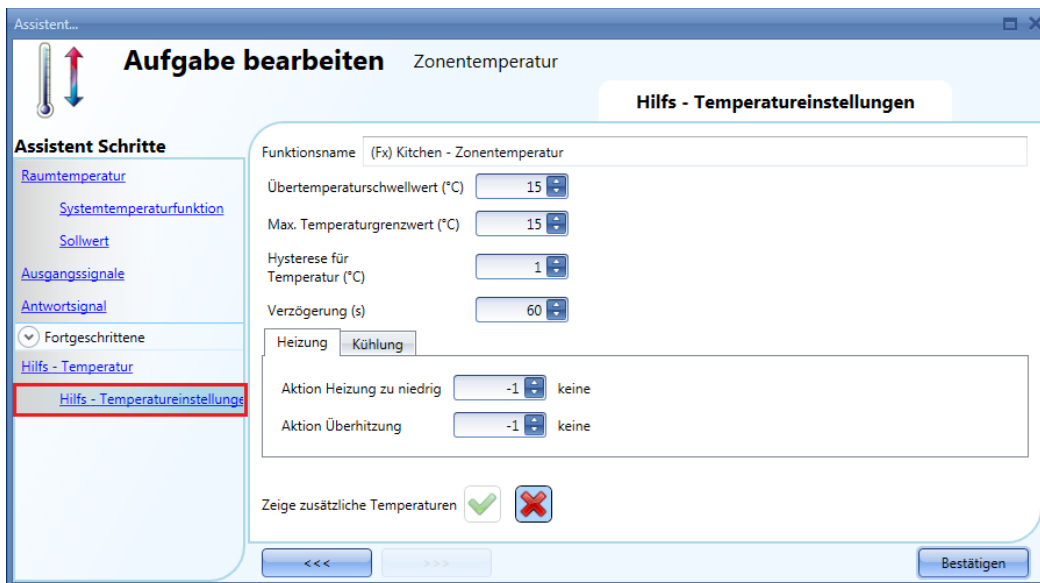 Assistent...
Aufgabe bearbeiten Zonentemperatur
Hilfs - Temperatureinstellungen
Assistent Schritte
Raumtemperatur
Systemtemperaturfunktion
Sollwert
Ausgangssignale
Antwortsignal
Fortgeschrittene
Hilfs - Temperatur
Hilfs - Temperatureinstellunge
Funktionsname (Fx) Kitchen - Zonentemperatur
Übertemperaturschwellwert (°C) 15
Max. Temperaturgrenzwert (°C) 15
Hysterese für
Temperatur (°C) 1
Verzögerung (s) 60
Heizung Kühlung
Aktion Heizung zu niedrig -1 keine
Aktion Überhitzung -1 keine
Zeige zusätzliche Temperaturen
<<< >>> Bestätigen